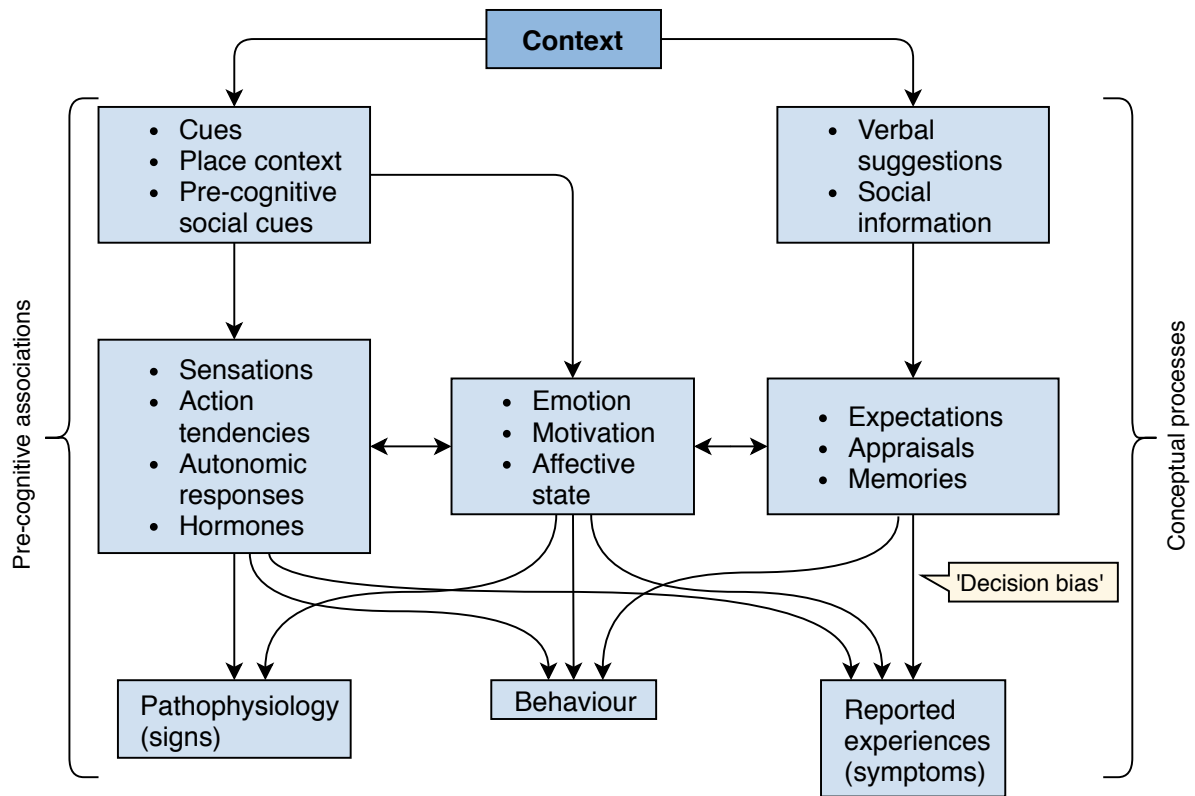 Context
• Cues
• Place context
• Pre-cognitive
social cues
• Verbal
suggestions
• Social
information
Pre-cognitive associations
• Sensations
• Action
tendencies
• Autonomic
responses
• Hormones
• Emotion
• Motivation
• Affective
state
• Expectations
• Appraisals
• Memories
Conceptual processes
'Decision bias'
Pathophysiology
(signs)
Behaviour
Reported
experiences
(symptoms)